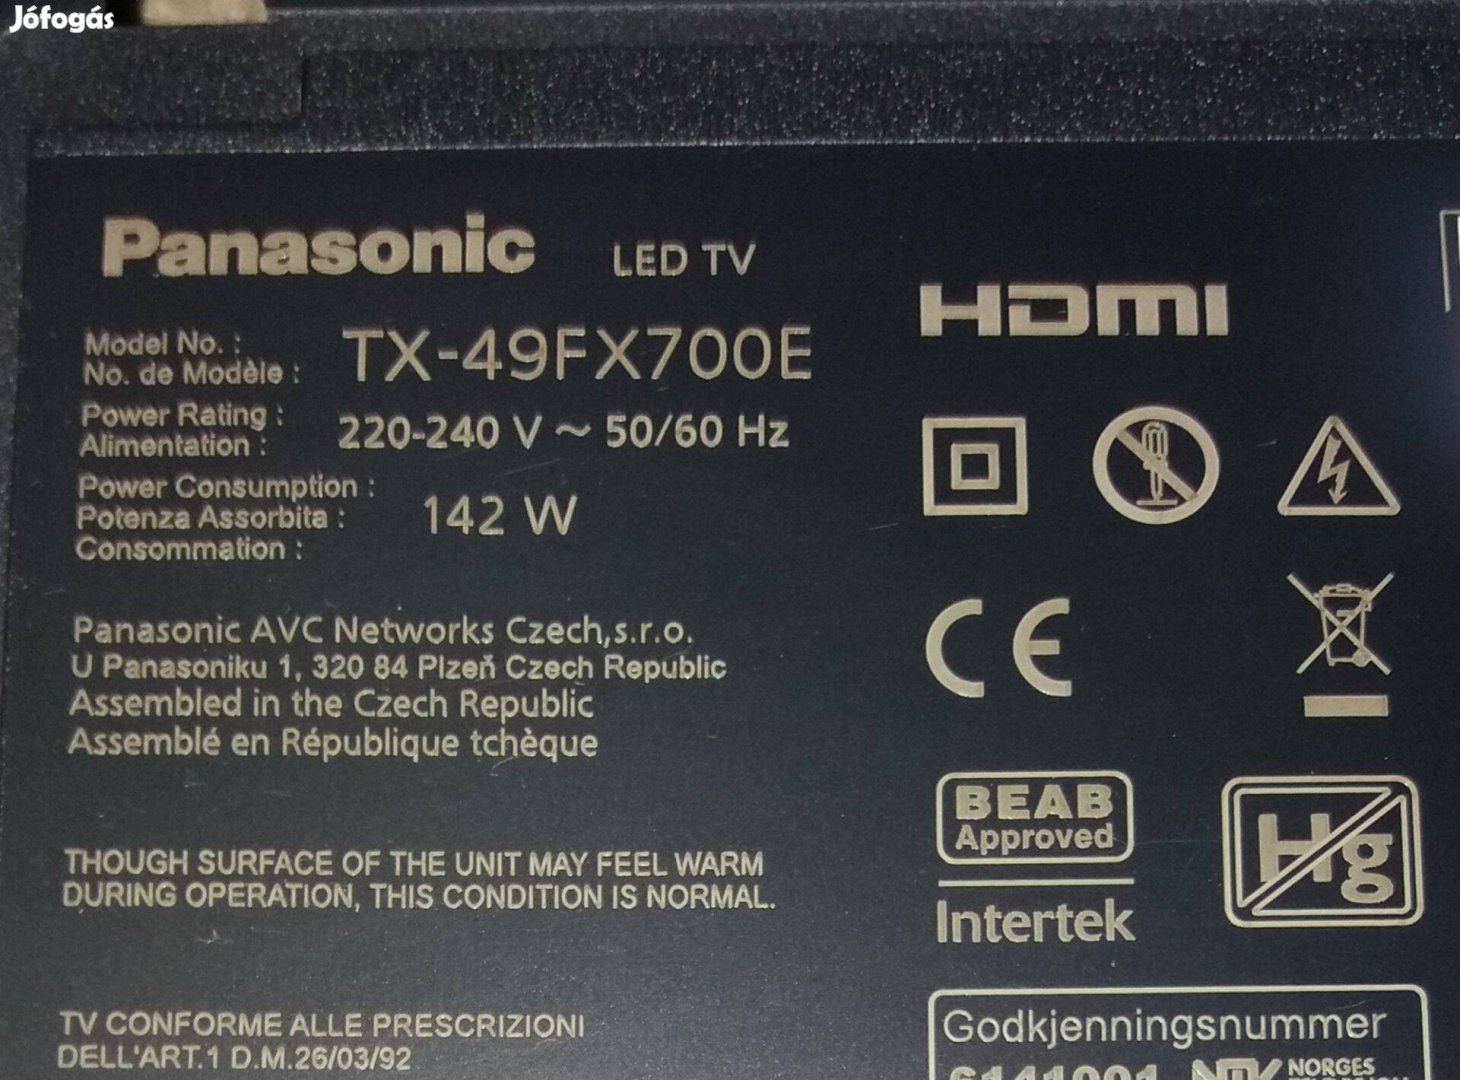 Jófogás
Panasonic LED TV
HDMI
Model No. :
No. de Modèle :
TX-49FX700E
Power Rating :
Alimentation :
220-240 V ~ 50/60 Hz
Power Consumption :
Potenza Assorbita :
Consommation :
142 W
Panasonic AVC Networks Czech,s.r.o.
U Panasoniku 1, 320 84 Plzeň Czech Republic
Assembled in the Czech Republic
Assemblé en République tchèque
CE
BEAB
Approved
Intertek
Hg
THOUGH SURFACE OF THE UNIT MAY FEEL WARM
DURING OPERATION, THIS CONDITION IS NORMAL.
TV CONFORME ALLE PRESCRIZIONI
DELL'ART.1 D.M.26/03/92
Godkjenningsnummer
6141001
NORGES